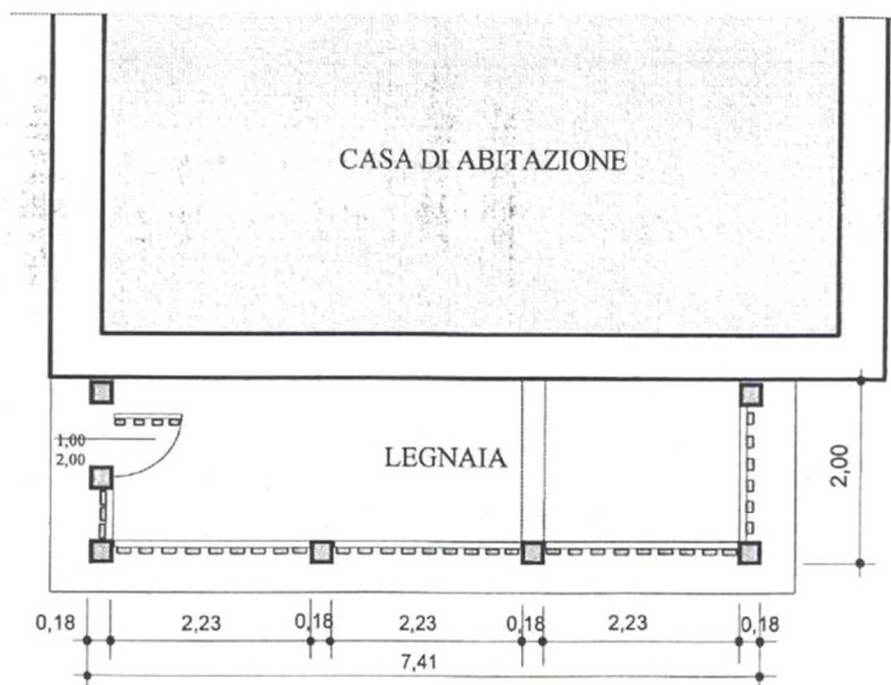 CASA DI ABITAZIONE
1,00
2,00
LEGNAIA
2,00
0,18 2,23 0,18 2,23 0,18 2,23 0,18
7,41